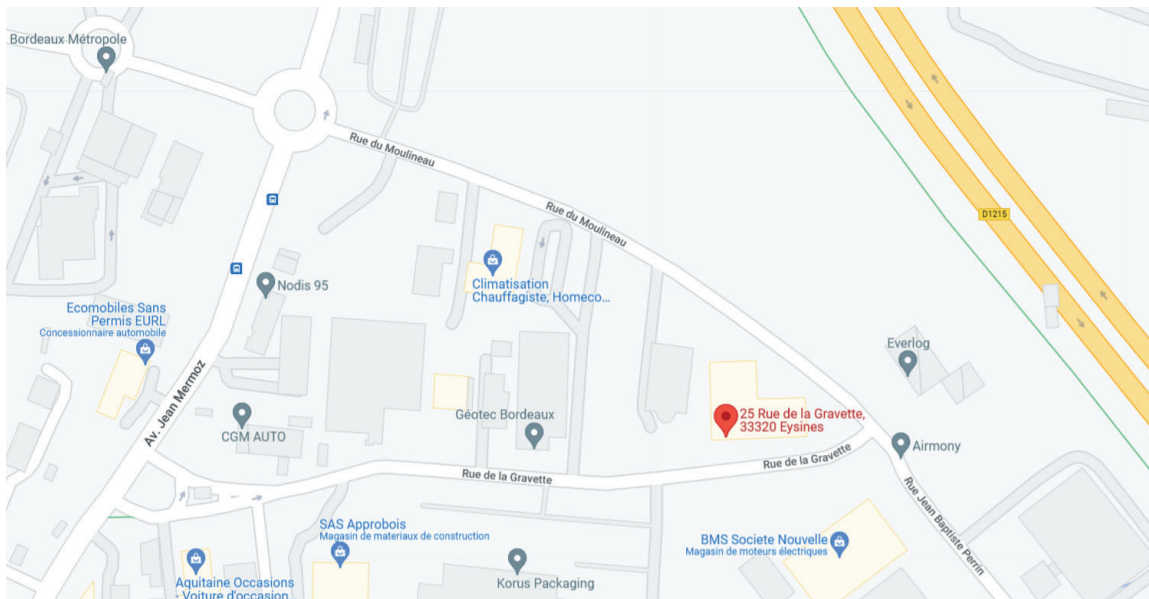 Bordeaux Métropole
Rue du Moulineau
Rue du Moulineau
D1215
Nodis 95
Climatisation
Chauffagiste, Homeco...
Ecomobiles Sans
Permis EURL
Concessionnaire automobile
Everlog
Av. Jean Mermoz
25 Rue de la Gravette,
33320 Eysines
Géotec Bordeaux
CGM AUTO
Airmony
Rue de la Gravette
Rue de la Gravette
Rue Jean Baptiste Perrin
SAS Approbois
Magasin de materiaux de construction
BMS Societe Nouvelle
Magasin de moteurs électriques
Aquitaine Occasions
- Voiture d'occasion
Korus Packaging